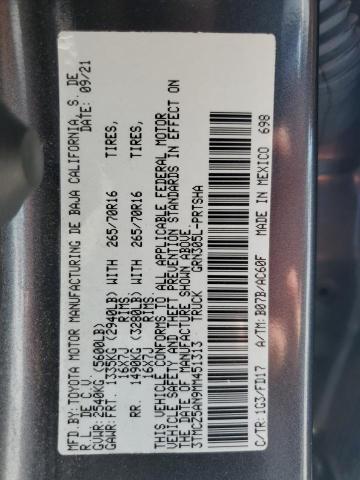 MFD.BY:TOYOTA MOTOR MANUFACTURING DE BAJA CALIFORNIA, S. DE
R.L. DE 09/21
GVWR: 2540KG (5600LB)
GAWR: FRT. 1335KG (2940LB) WITH 265/70R16 TIRES,
16X7J RIMS
RR. 1490KG (3280LB) WITH 265/70R16 TIRES,
16X7J RIMS
THIS VEHICLE CONFORMS TO ALL APPLICABLE FEDERAL MOTOR
VEHICLE SAFETY AND THEFT PREVENTION STANDARDS IN EFFECT ON
THE DATE OF MANUFACTURE SHOWN ABOVE.
3TMCZ5AN9MM451313 TRUCK GRN305L-PRTSHA
C/TR:1G3/FD17 A/TM:B07B/AC60F MADE IN MEXICO 698